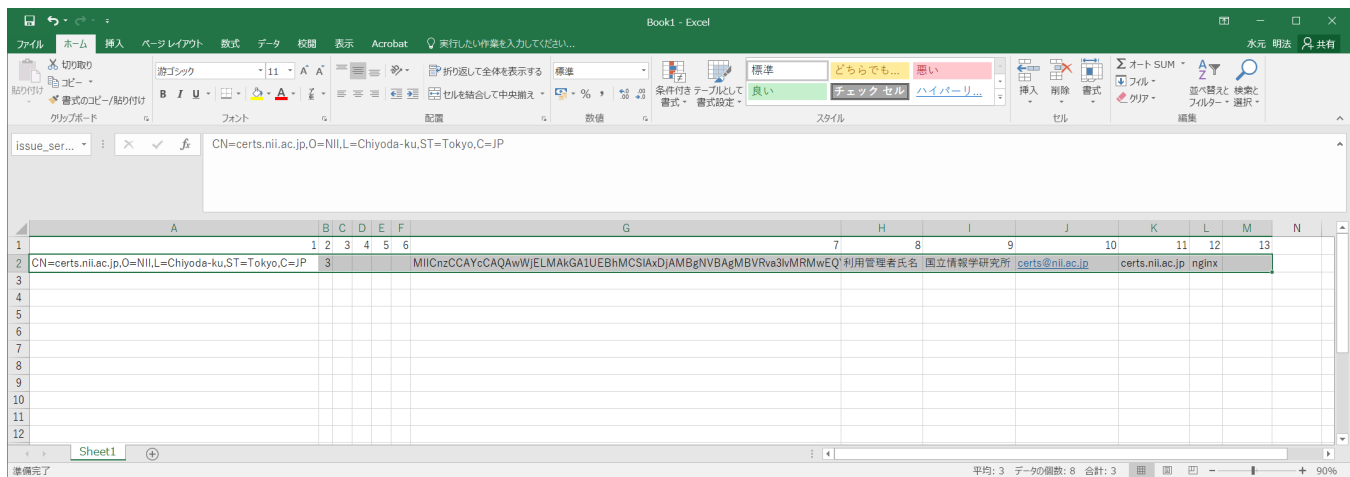 Book1 - Excel
ファイル ホーム 挿入 ページ レイアウト 数式 データ 校閲 表示 Acrobat 実行したい作業を入力してください... 水元 明法 共有
貼り付け 切り取り コピー 書式のコピー/貼り付け
クリップボード
游ゴシック 11 A A
B I U A
フォント
折り返して全体を表示する
セルを結合して中央揃え
配置
標準
% ,
数値
条件付き書式 テーブルとして書式設定
標準 どちらでも... 悪い
良い チェック セル ハイパーリ...
スタイル
挿入 削除 書式
セル
Σ オート SUM
フィル
クリア
並べ替えとフィルター 検索と選択
編集
issue_ser... fx CN=certs.nii.ac.jp,O=NII,L=Chiyoda-ku,ST=Tokyo,C=JP
A B C D E F G H I J K L M N
1 1 2 3 4 5 6 7 8 9 10 11 12 13
2 CN=certs.nii.ac.jp,O=NII,L=Chiyoda-ku,ST=Tokyo,C=JP 3 MIICnzCCAYcCAQAwWjELMAkGA1UEBhMCSlAxDjAMBgNVBAgMBVRva3lvMRMwEQ 利用管理者氏名 国立情報学研究所 certs@nii.ac.jp certs.nii.ac.jp nginx
3
4
5
6
7
8
9
10
11
12
Sheet1
準備完了 平均: 3 データの個数: 8 合計: 3 90%